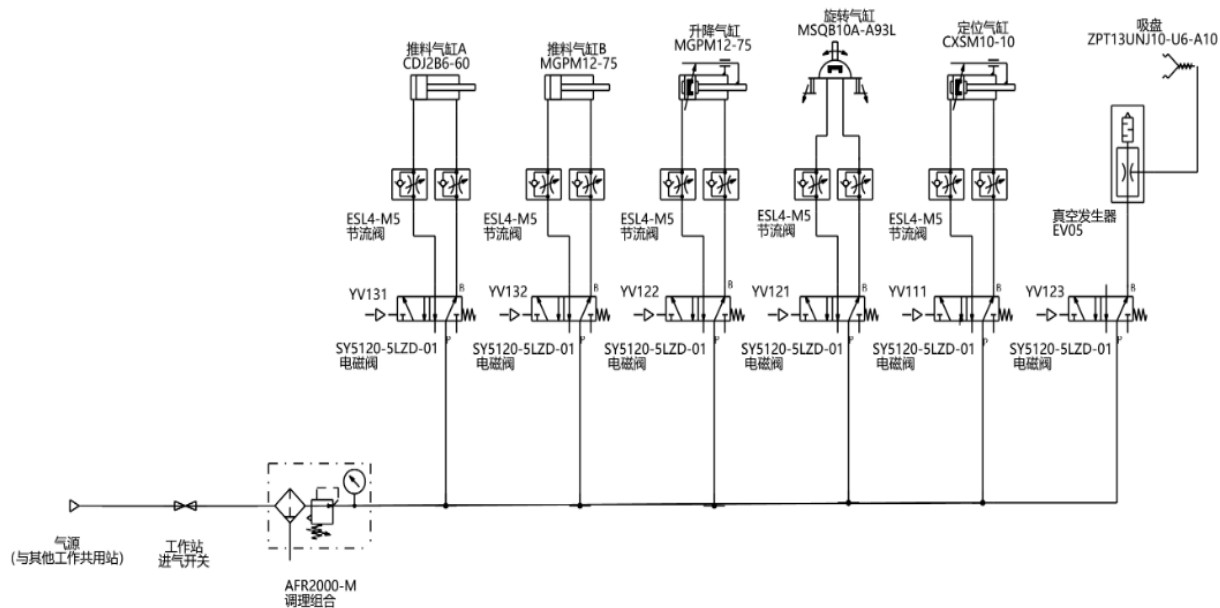 推料气缸A
CDJ2B6-60
推料气缸B
MGPM12-75
升降气缸
MGPM12-75
旋转气缸
MSQB10A-A93L
定位气缸
CXSM10-10
吸盘
ZPT13UNJ10-U6-A10
ESL4-M5
节流阀
ESL4-M5
节流阀
ESL4-M5
节流阀
ESL4-M5
节流阀
ESL4-M5
节流阀
真空发生器
EV05
YV131
B
YV132
B
YV122
B
YV121
B
YV111
B
YV123
B
P
P
P
P
P
P
SY5120-5LZD-01
电磁阀
SY5120-5LZD-01
电磁阀
SY5120-5LZD-01
电磁阀
SY5120-5LZD-01
电磁阀
SY5120-5LZD-01
电磁阀
SY5120-5LZD-01
电磁阀
气源
(与其他工作共用站)
工作站
进气开关
AFR2000-M
调理组合